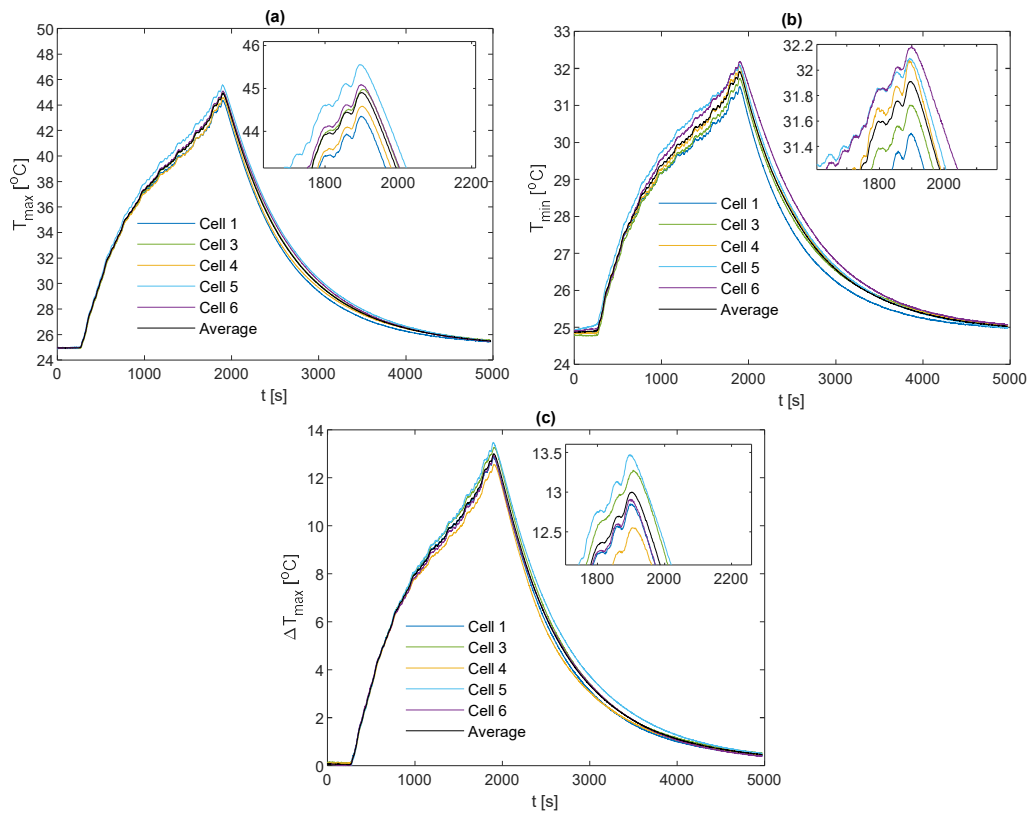 (a)
50
48
46
44
42
40
38
36
34
32
30
28
26
24
0 1000 2000 3000 4000 5000
T_max [°C]
t [s]
46
45
44
1800 2000 2200
Cell 1
Cell 3
Cell 4
Cell 5
Cell 6
Average
(b)
33
32
31
30
29
28
27
26
25
24
0 1000 2000 3000 4000 5000
T_min [°C]
t [s]
32.2
32
31.8
31.6
31.4
1800 2000
Cell 1
Cell 3
Cell 4
Cell 5
Cell 6
Average
(c)
14
12
10
8
6
4
2
0
0 1000 2000 3000 4000 5000
ΔT_max [°C]
t [s]
13.5
13
12.5
1800 2000 2200
Cell 1
Cell 3
Cell 4
Cell 5
Cell 6
Average